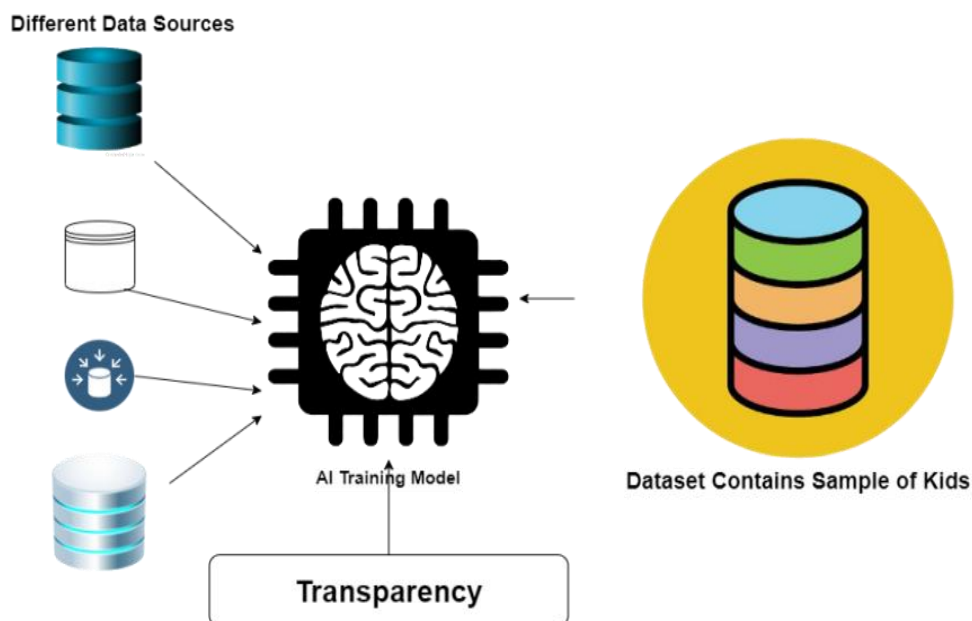 Different Data Sources
AI Training Model
Dataset Contains Sample of Kids
Transparency